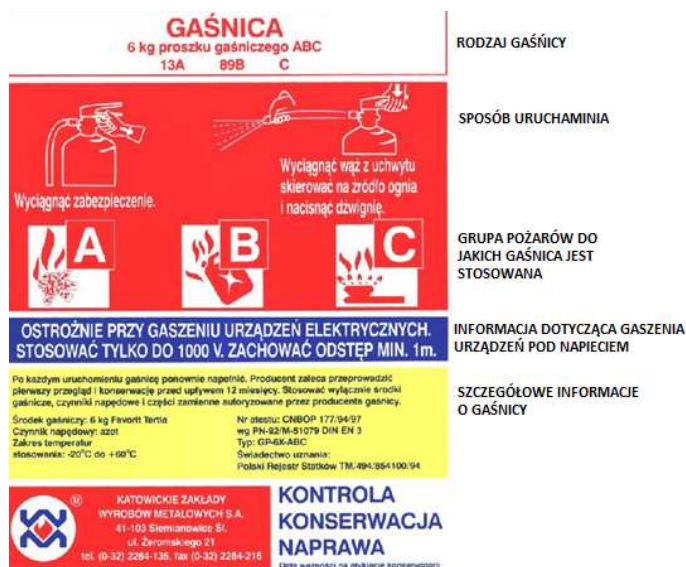 GAŚNICA
6 kg proszku gaśniczego ABC
13A 89B C
RODZAJ GAŚŃICY
SPOSÓB URUCHAMINIA
Wyciągnąć zabezpieczenie.
Wyciągnąć wąż z uchwytu
skierować na źródło ognia
i nacisnąć dźwignię.
A
B
C
GRUPA POŻARÓW DO
JAKICH GAŚNICA JEST
STOSOWANA
OSTROŻNIE PRZY GASZENIU URZĄDZEŃ ELEKTRYCZNYCH.
STOSOWAĆ TYLKO DO 1000 V. ZACHOWAĆ ODSTĘP MIN. 1m.
INFORMACJA DOTYCZĄCA GASZENIA
URZĄDZEŃ POD NAPIECIEM
Po każdym uruchomieniu gaśnicę ponownie napełnić. Producent zaleca przeprowadzić
pierwszy przegląd i konserwację przed upływem 12 miesięcy. Stosować wyłącznie środki
gaśnicze, czynniki napędowe i części zamienne autoryzowane przez producenta gaśnicy.
SZCZEGÓŁOWE INFORMACJE
O GAŚNICY
Środek gaśniczy: 6 kg Favorit Tertia
Czynnik napędowy: azot
Zakres temperatur
stosowania: -20°C do +60°C
Nr atestu: CNBOP 177/94/97
wg PN-92/M-51079 DIN EN 3
Typ: GP-6X-ABC
Świadectwo uznania:
Polski Rejestr Statków TM/494/854100/94
®
KATOWICKIE ZAKŁADY
WYROBÓW METALOWYCH S.A.
41-103 Siemianowice Śl.
ul. Żeromskiego 21
tel. (0-32) 2284-135, fax (0-32) 2284-216
KONTROLA
KONSERWACJA
NAPRAWA